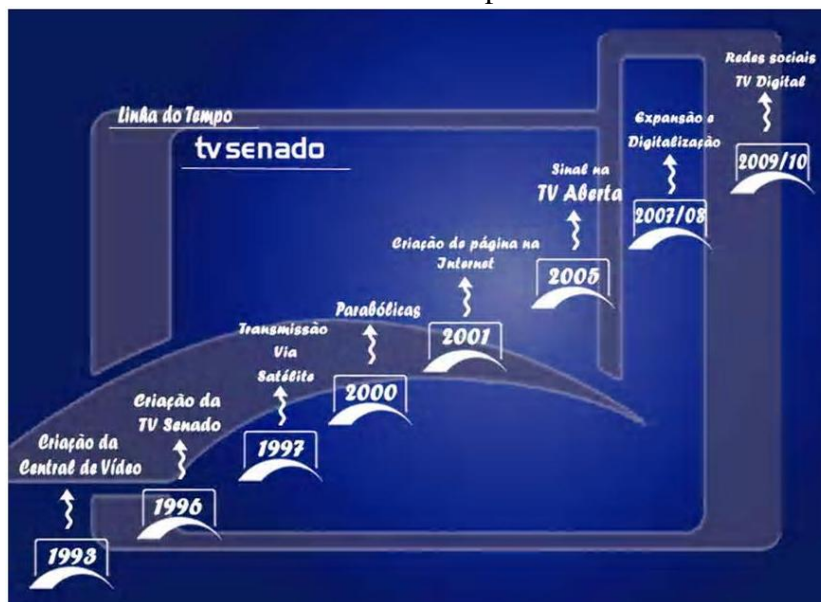 Linha do Tempo
tv senado
Criação da
Central de Vídeo
1993
Criação da
TV Senado
1996
Transmissão
Via
Satélite
1997
Parabólicas
2000
Criação de página na
Internet
2001
Sinal na
TV Aberta
2005
Expansão e
Digitalização
2007/08
Redes sociais
TV Digital
2009/10